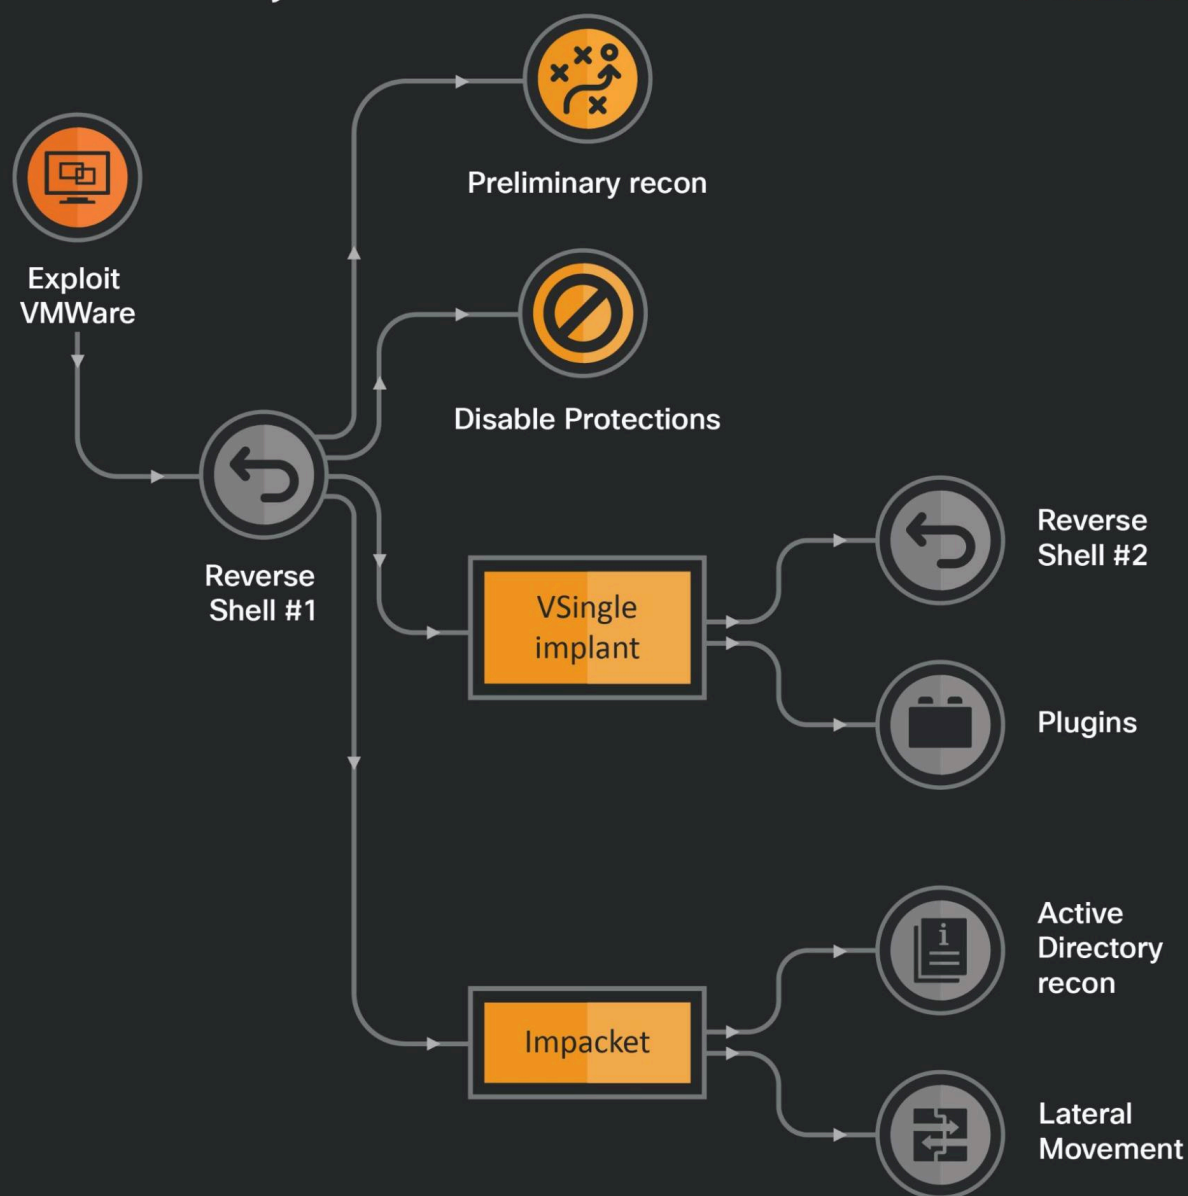 Preliminary recon
Exploit
VMWare
Disable Protections
Reverse
Shell #1
VSingle
implant
Reverse
Shell #2
Plugins
Active
Directory
recon
Impacket
Lateral
Movement